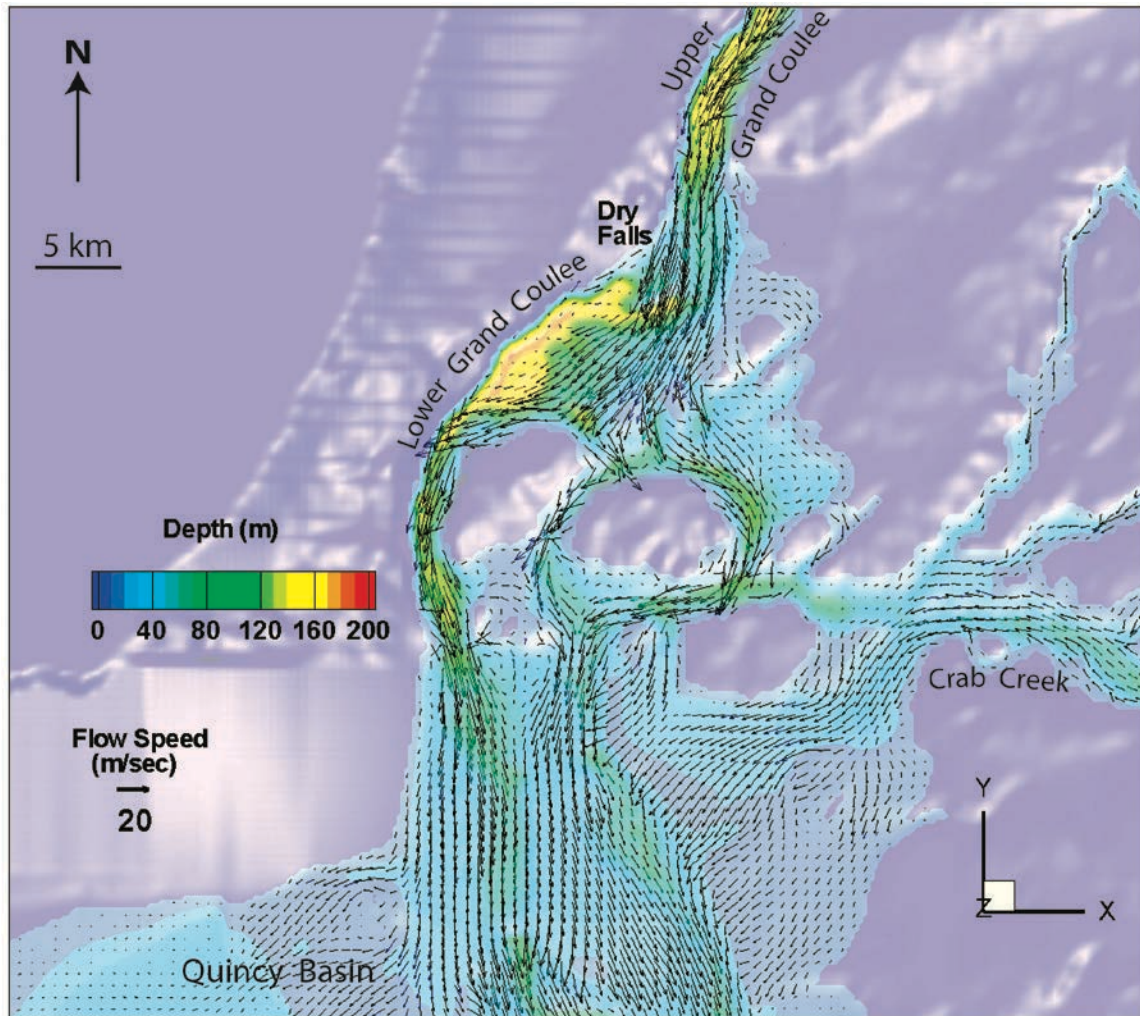 N
5 km
Upper
Grand Coulee
Dry
Falls
Lower Grand Coulee
Depth (m)
0 40 80 120 160 200
Crab Creek
Flow Speed
(m/sec)
20
Y
Z
X
Quincy Basin